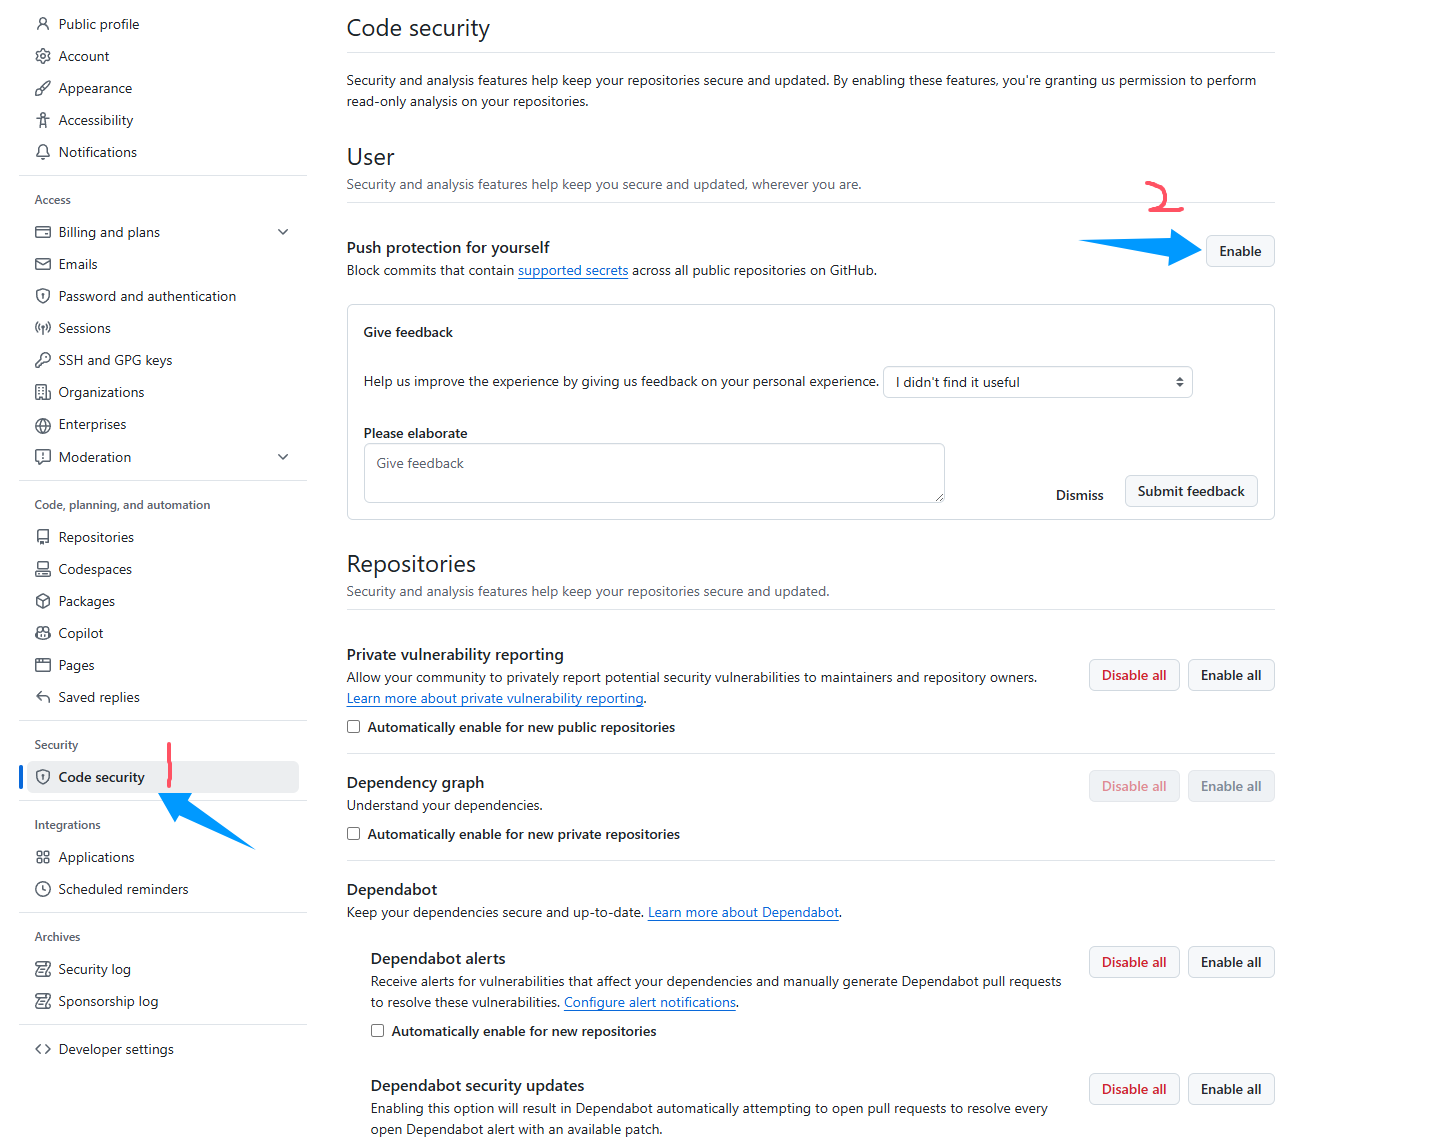 Public profile
Account
Appearance
Accessibility
Notifications
Access
Billing and plans
Emails
Password and authentication
Sessions
SSH and GPG keys
Organizations
Enterprises
Moderation
Code, planning, and automation
Repositories
Codespaces
Packages
Copilot
Pages
Saved replies
Security
1
Code security
Integrations
Applications
Scheduled reminders
Archives
Security log
Sponsorship log
Developer settings
Code security
Security and analysis features help keep your repositories secure and updated. By enabling these features, you're granting us permission to perform
read-only analysis on your repositories.
User
Security and analysis features help keep you secure and updated, wherever you are.
2
Push protection for yourself
Block commits that contain supported secrets across all public repositories on GitHub.
Enable
Give feedback
Help us improve the experience by giving us feedback on your personal experience.
I didn't find it useful
Please elaborate
Give feedback
Dismiss
Submit feedback
Repositories
Security and analysis features help keep your repositories secure and updated.
Private vulnerability reporting
Allow your community to privately report potential security vulnerabilities to maintainers and repository owners.
Learn more about private vulnerability reporting.
Disable all
Enable all
Automatically enable for new public repositories
Dependency graph
Understand your dependencies.
Disable all
Enable all
Automatically enable for new private repositories
Dependabot
Keep your dependencies secure and up-to-date. Learn more about Dependabot.
Dependabot alerts
Receive alerts for vulnerabilities that affect your dependencies and manually generate Dependabot pull requests
to resolve these vulnerabilities. Configure alert notifications.
Disable all
Enable all
Automatically enable for new repositories
Dependabot security updates
Enabling this option will result in Dependabot automatically attempting to open pull requests to resolve every
open Dependabot alert with an available patch.
Disable all
Enable all